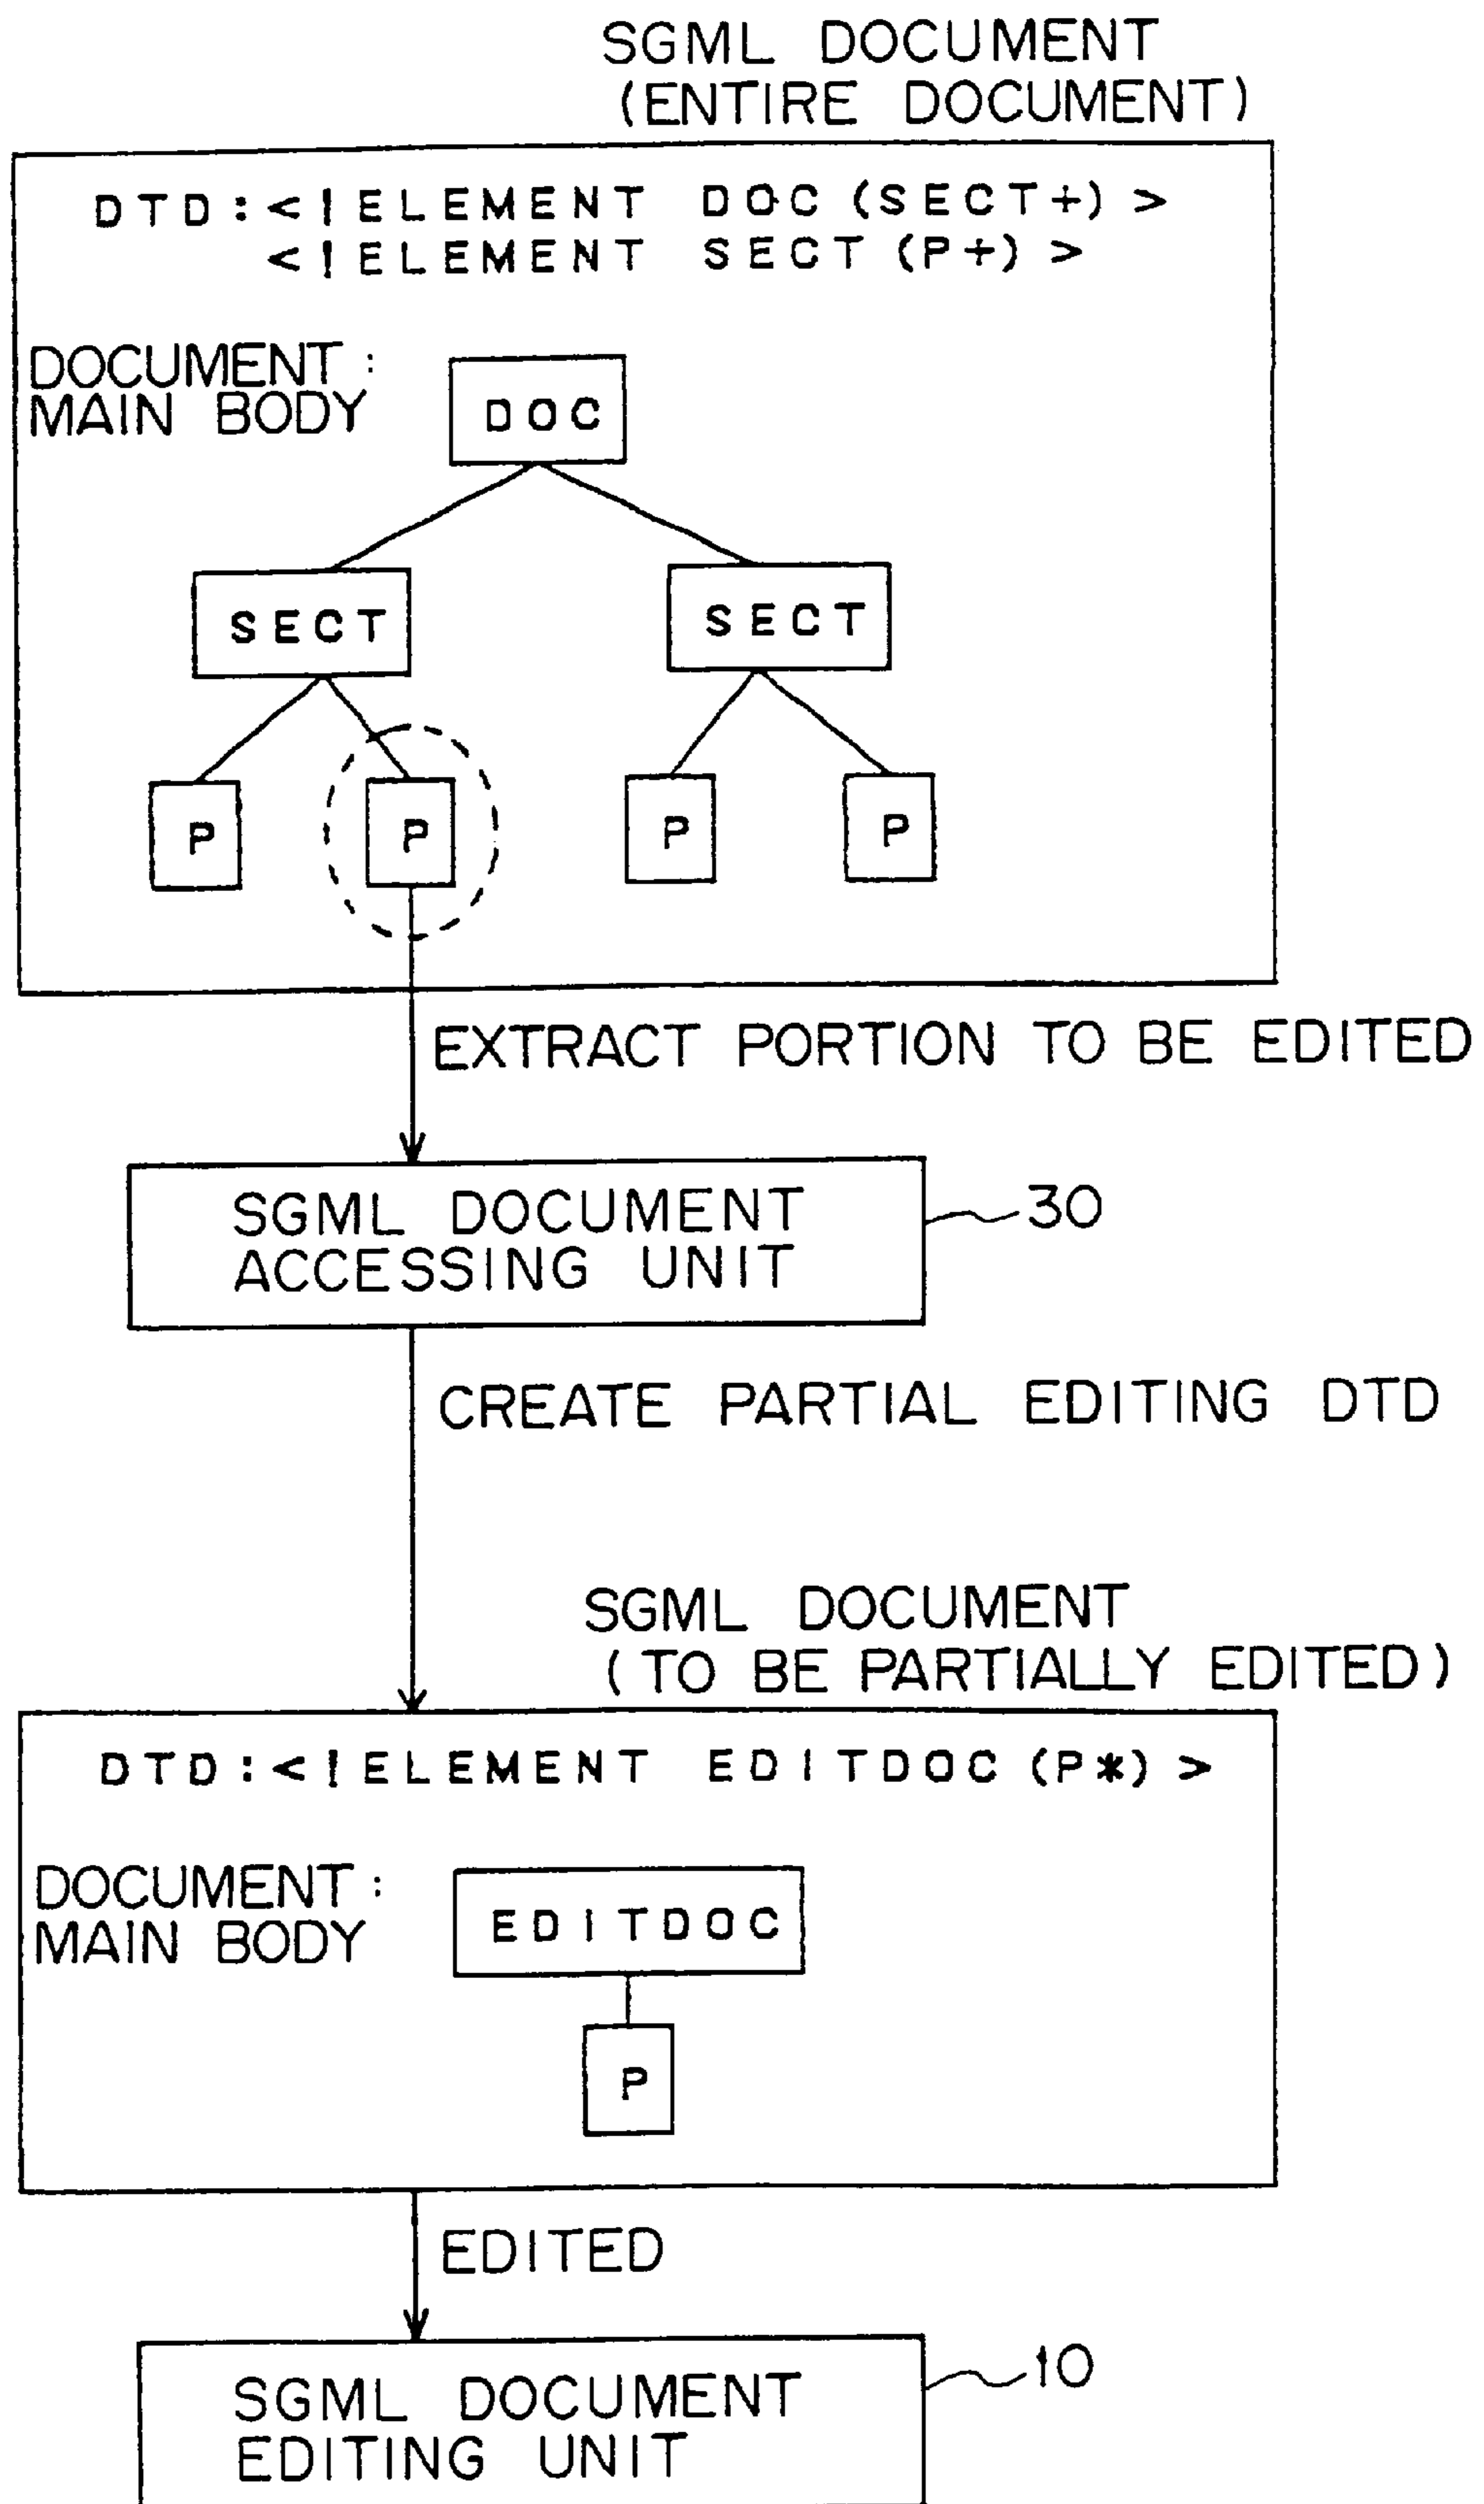 SGML DOCUMENT
(ENTIRE DOCUMENT)
DTD:<!ELEMENT DOC(SECT+)>
<!ELEMENT SECT(P+)>
DOCUMENT:
MAIN BODY
DOC
SECT SECT
P P P P
EXTRACT PORTION TO BE EDITED
SGML DOCUMENT
ACCESSING UNIT
30
CREATE PARTIAL EDITING DTD
SGML DOCUMENT
(TO BE PARTIALLY EDITED)
DTD:<!ELEMENT EDITDOC(P*)>
DOCUMENT:
MAIN BODY
EDITDOC
P
EDITED
SGML DOCUMENT
EDITING UNIT
10